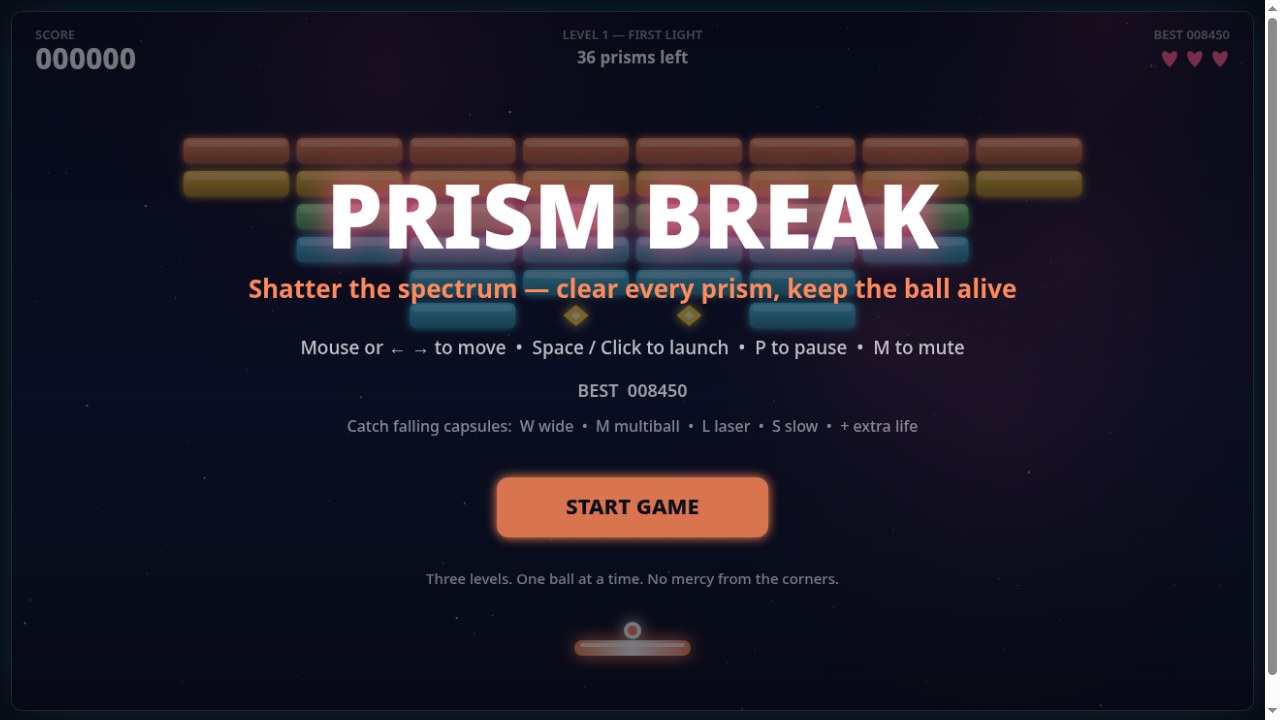 SCORE
000000
LEVEL 1 — FIRST LIGHT
36 prisms left
BEST 008450
PRISM BREAK
Shatter the spectrum — clear every prism, keep the ball alive
Mouse or ← → to move • Space / Click to launch • P to pause • M to mute
BEST 008450
Catch falling capsules: W wide • M multiball • L laser • S slow • + extra life
START GAME
Three levels. One ball at a time. No mercy from the corners.